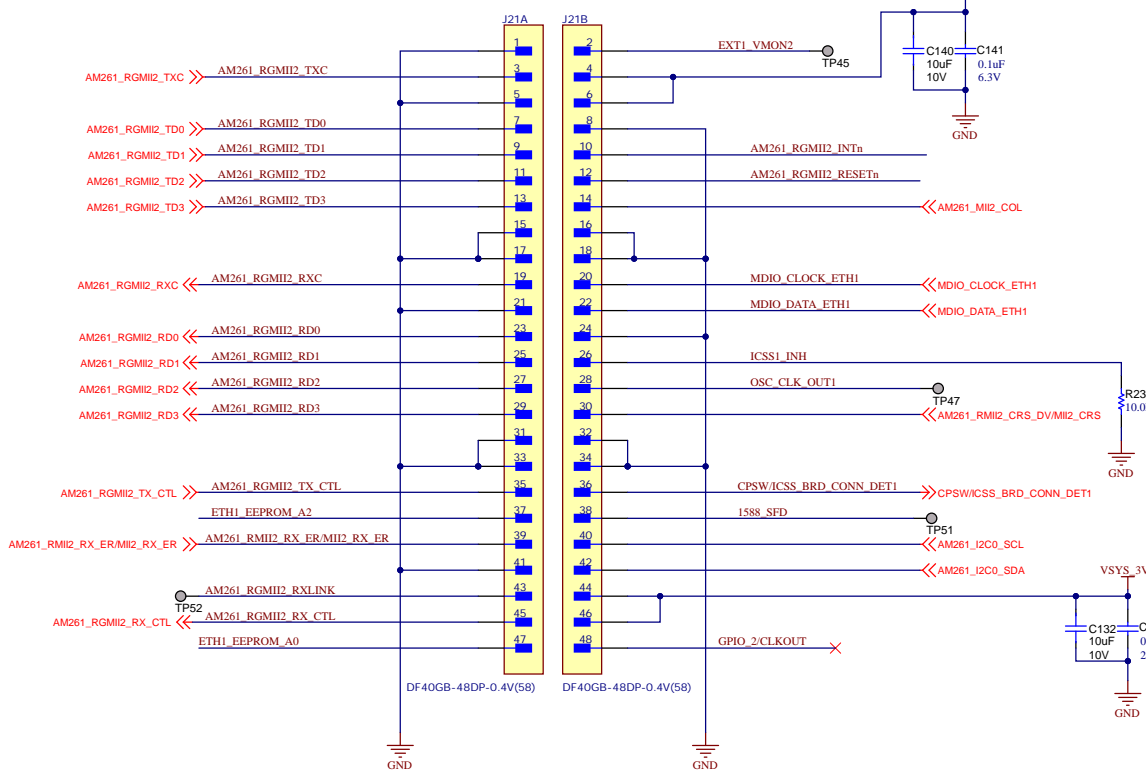 J21A
J21B
C140
10uF
10V
C141
0.1uF
6.3V
GND
1
2
EXT1_VMON2
TP45
AM261_RGMII2_TXC
AM261_RGMII2_TXC
3
4
5
6
AM261_RGMII2_TD0
AM261_RGMII2_TD0
7
8
AM261_RGMII2_TD1
AM261_RGMII2_TD1
9
10
AM261_RGMII2_INTn
AM261_RGMII2_TD2
AM261_RGMII2_TD2
11
12
AM261_RGMII2_RESETn
AM261_RGMII2_TD3
AM261_RGMII2_TD3
13
14
AM261_MII2_COL
15
16
17
18
AM261_RGMII2_RXC
AM261_RGMII2_RXC
19
20
MDIO_CLOCK_ETH1
MDIO_CLOCK_ETH1
21
22
MDIO_DATA_ETH1
MDIO_DATA_ETH1
AM261_RGMII2_RD0
AM261_RGMII2_RD0
23
24
AM261_RGMII2_RD1
AM261_RGMII2_RD1
25
26
ICSS1_INH
AM261_RGMII2_RD2
AM261_RGMII2_RD2
27
28
OSC_CLK_OUT1
TP47
R23
10.0
GND
AM261_RGMII2_RD3
AM261_RGMII2_RD3
29
30
AM261_RMII2_CRS_DV/MII2_CRS
31
32
33
34
AM261_RGMII2_TX_CTL
AM261_RGMII2_TX_CTL
35
36
CPSW/ICSS_BRD_CONN_DET1
CPSW/ICSS_BRD_CONN_DET1
ETH1_EEPROM_A2
37
38
1588_SFD
TP51
AM261_RMII2_RX_ER/MII2_RX_ER
AM261_RMII2_RX_ER/MII2_RX_ER
39
40
AM261_I2C0_SCL
41
42
AM261_I2C0_SDA
VSYS_3V
TP52
AM261_RGMII2_RXLINK
43
44
AM261_RGMII2_RX_CTL
AM261_RGMII2_RX_CTL
45
46
C132
10uF
10V
C
0
2
GND
ETH1_EEPROM_A0
47
48
GPIO_2/CLKOUT
DF40GB-48DP-0.4V(58)
DF40GB-48DP-0.4V(58)
GND
GND